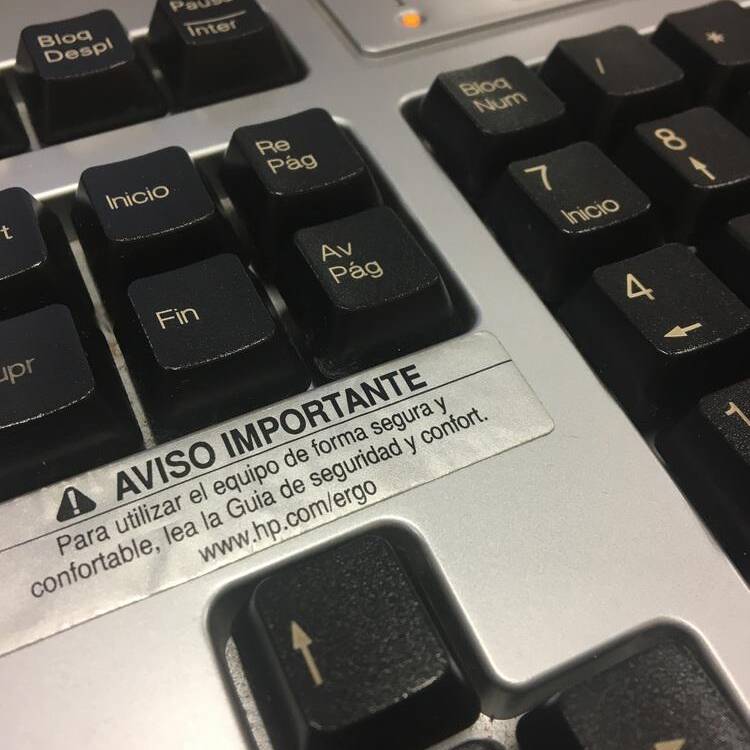 Bloq
Despl
Pausa
Inter
Bloq
Num
/
*
Re
Pág
Inicio
7
Inicio
8
Av
Pág
Fin
4
1
AVISO IMPORTANTE
Para utilizar el equipo de forma segura y
confortable, lea la Guia de seguridad y confort.
www.hp.com/ergo